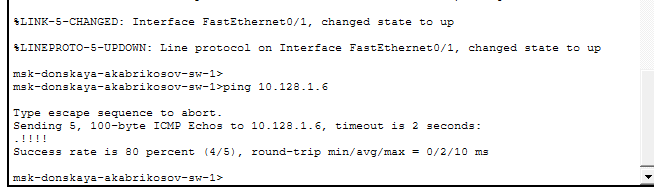 %LINK-5-CHANGED: Interface FastEthernet0/1, changed state to up
%LINEPROTO-5-UPDOWN: Line protocol on Interface FastEthernet0/1, changed state to up
msk-donskaya-akabrikosov-sw-1>
msk-donskaya-akabrikosov-sw-1>ping 10.128.1.6
Type escape sequence to abort.
Sending 5, 100-byte ICMP Echos to 10.128.1.6, timeout is 2 seconds:
.!!!!
Success rate is 80 percent (4/5), round-trip min/avg/max = 0/2/10 ms
msk-donskaya-akabrikosov-sw-1>